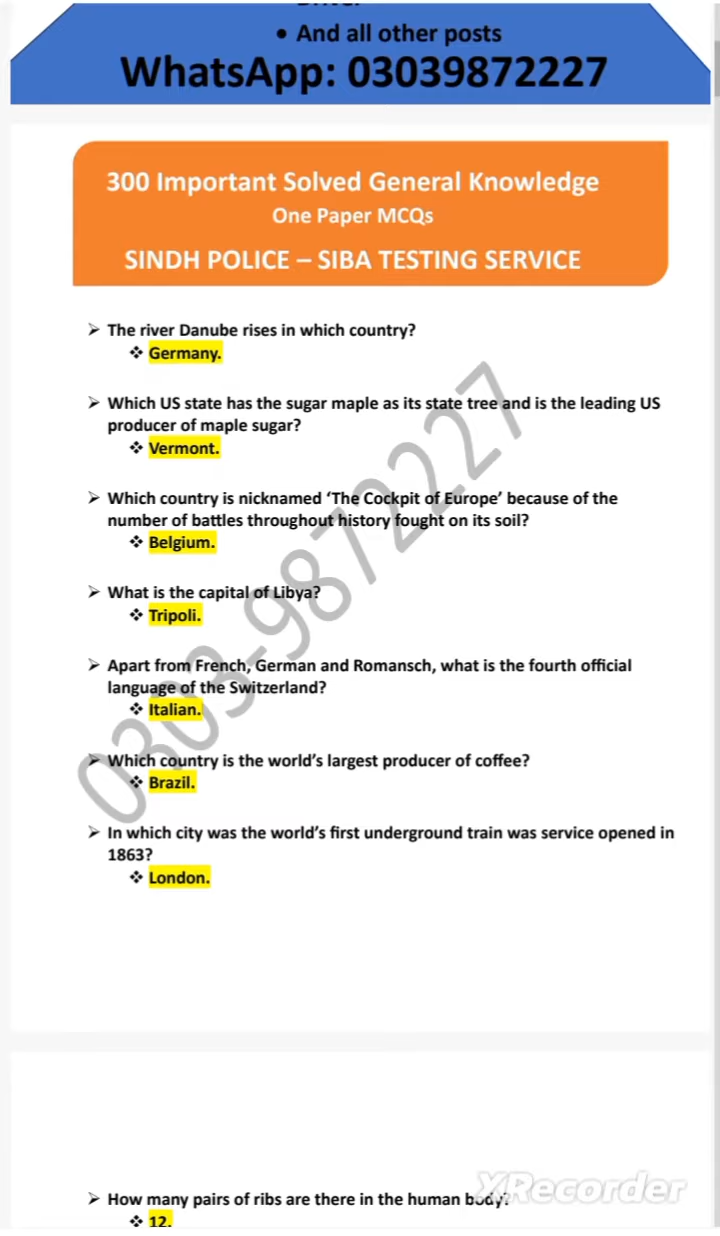 • And all other posts
WhatsApp: 03039872227
300 Important Solved General Knowledge
One Paper MCQs
SINDH POLICE – SIBA TESTING SERVICE
➢ The river Danube rises in which country?
❖ Germany.
➢ Which US state has the sugar maple as its state tree and is the leading US
producer of maple sugar?
❖ Vermont.
➢ Which country is nicknamed ‘The Cockpit of Europe’ because of the
number of battles throughout history fought on its soil?
❖ Belgium.
➢ What is the capital of Libya?
❖ Tripoli.
➢ Apart from French, German and Romansch, what is the fourth official
language of the Switzerland?
❖ Italian.
➢ Which country is the world’s largest producer of coffee?
❖ Brazil.
➢ In which city was the world’s first underground train was service opened in
1863?
❖ London.
0303-9872227
➢ How many pairs of ribs are there in the human body?
❖ 12.
XRecorder